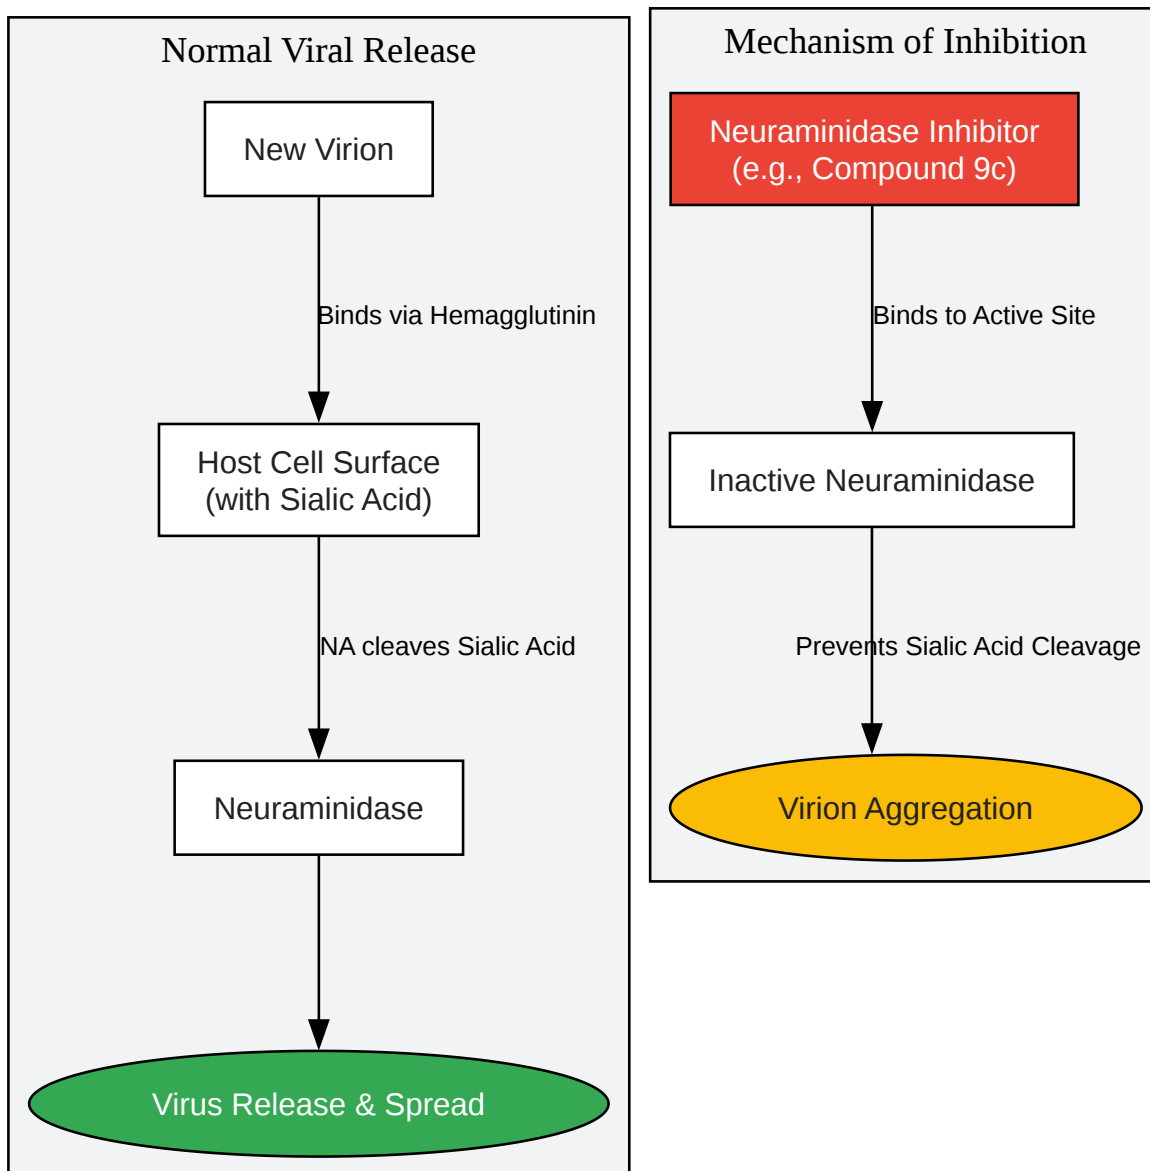 Normal Viral Release
New Virion
Binds via Hemagglutinin
Host Cell Surface
(with Sialic Acid)
NA cleaves Sialic Acid
Neuraminidase
Virus Release & Spread
Mechanism of Inhibition
Neuraminidase Inhibitor
(e.g., Compound 9c)
Binds to Active Site
Inactive Neuraminidase
Prevents Sialic Acid Cleavage
Virion Aggregation